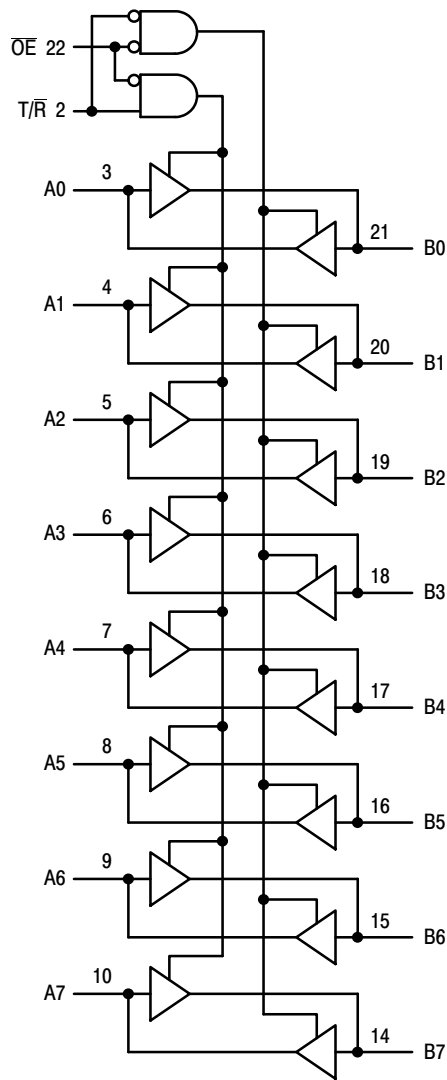 O̅E̅ 22
T/R̅ 2
A0 3
21 B0
A1 4
20 B1
A2 5
19 B2
A3 6
18 B3
A4 7
17 B4
A5 8
16 B5
A6 9
15 B6
A7 10
14 B7